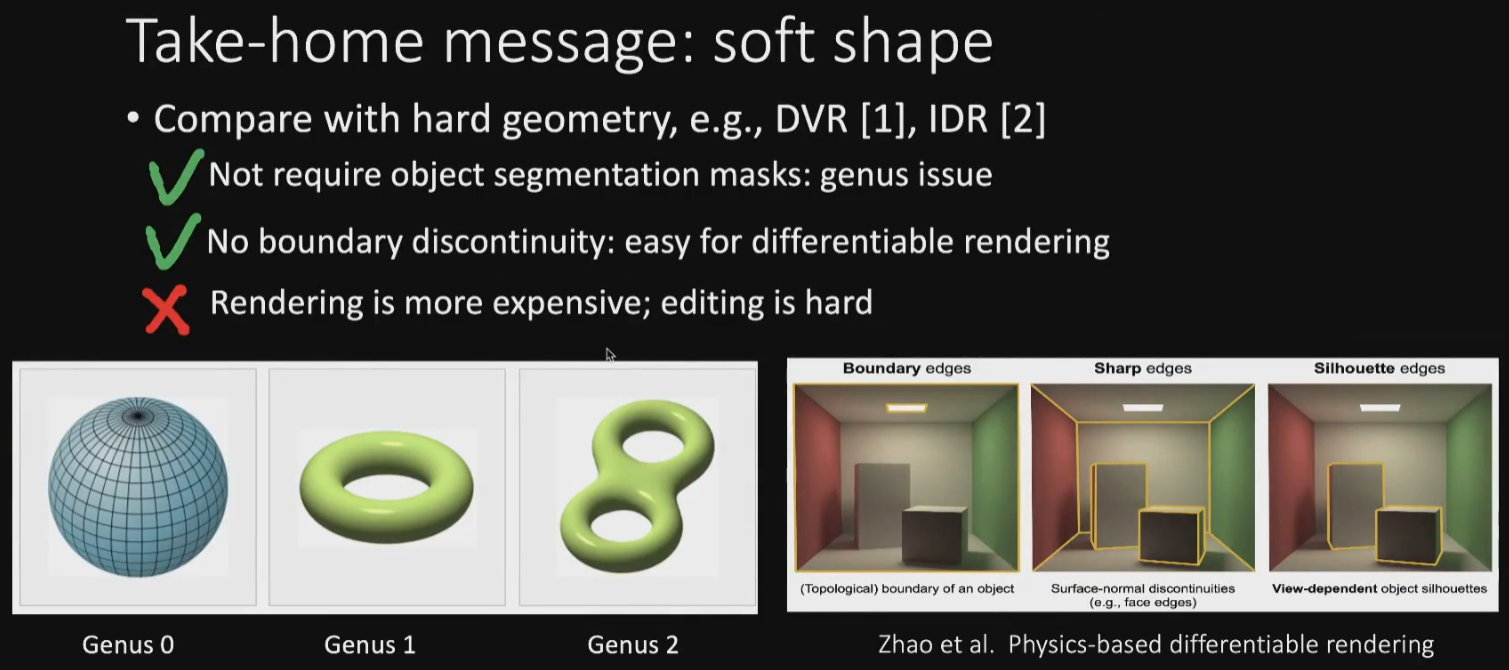 Take-home message: soft shape
• Compare with hard geometry, e.g., DVR [1], IDR [2]
Not require object segmentation masks: genus issue
No boundary discontinuity: easy for differentiable rendering
Rendering is more expensive; editing is hard
Boundary edges
Sharp edges
Silhouette edges
(Topological) boundary of an object
Surface-normal discontinuities
(e.g., face edges)
View-dependent object silhouettes
Genus 0
Genus 1
Genus 2
Zhao et al. Physics-based differentiable rendering